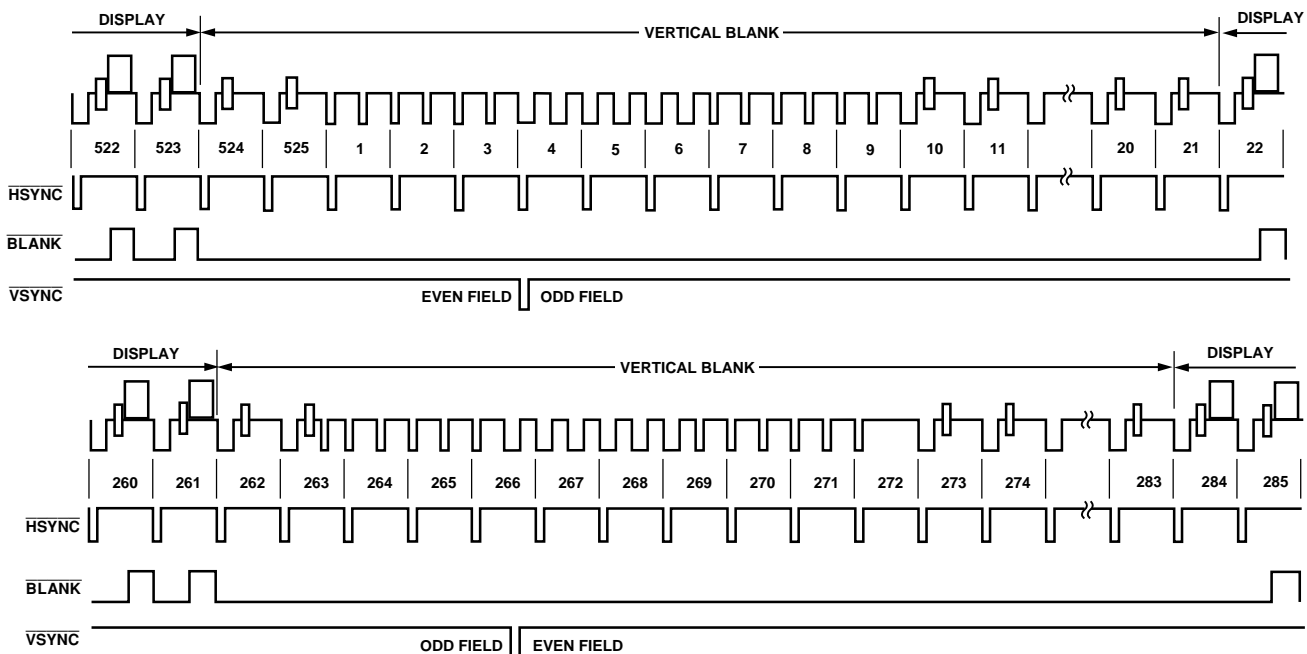 DISPLAY VERTICAL BLANK DISPLAY
522 523 524 525 1 2 3 4 5 6 7 8 9 10 11 20 21 22
HSYNC
BLANK
VSYNC EVEN FIELD ODD FIELD
DISPLAY VERTICAL BLANK DISPLAY
260 261 262 263 264 265 266 267 268 269 270 271 272 273 274 283 284 285
HSYNC
BLANK
VSYNC ODD FIELD EVEN FIELD